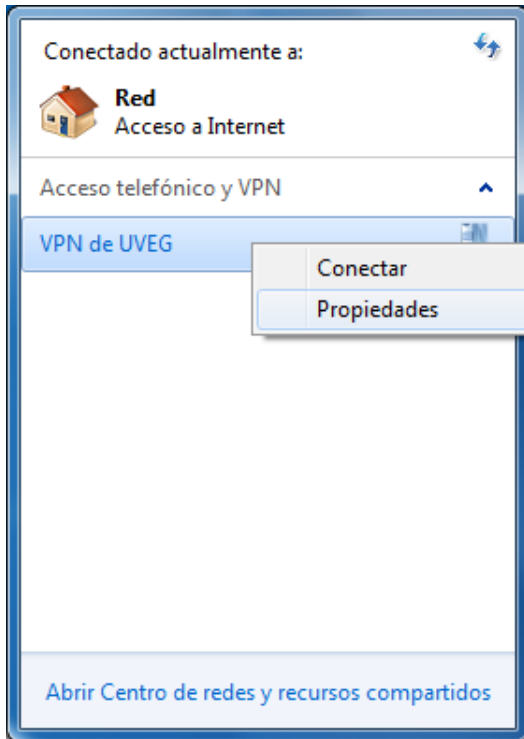 Conectado actualmente a:
Red
Acceso a Internet
Acceso telefónico y VPN
VPN de UVEG
Conectar
Propiedades
Abrir Centro de redes y recursos compartidos